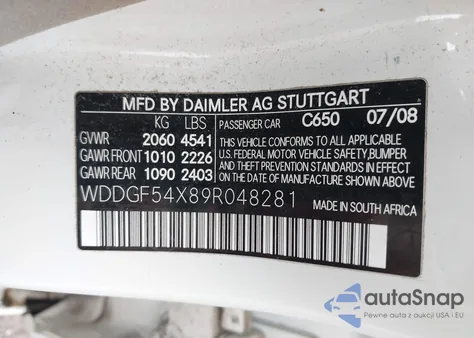 MFD BY DAIMLER AG STUTTGART
KG LBS PASSENGER CAR C650 07/08
GVWR 2060 4541 THIS VEHICLE CONFORMS TO ALL APPLICABLE
GAWR FRONT 1010 2226 U.S. FEDERAL MOTOR VEHICLE SAFETY, BUMPER,
GAWR REAR 1090 2403 AND THEFT PREVENTION STANDARDS IN EFFECT
WDDGF54X89R048281 ON THE DATE OF MANUFACTURE SHOWN ABOVE.
MADE IN SOUTH AFRICA
autoSnap
Pewne auta z aukcji USA i EU